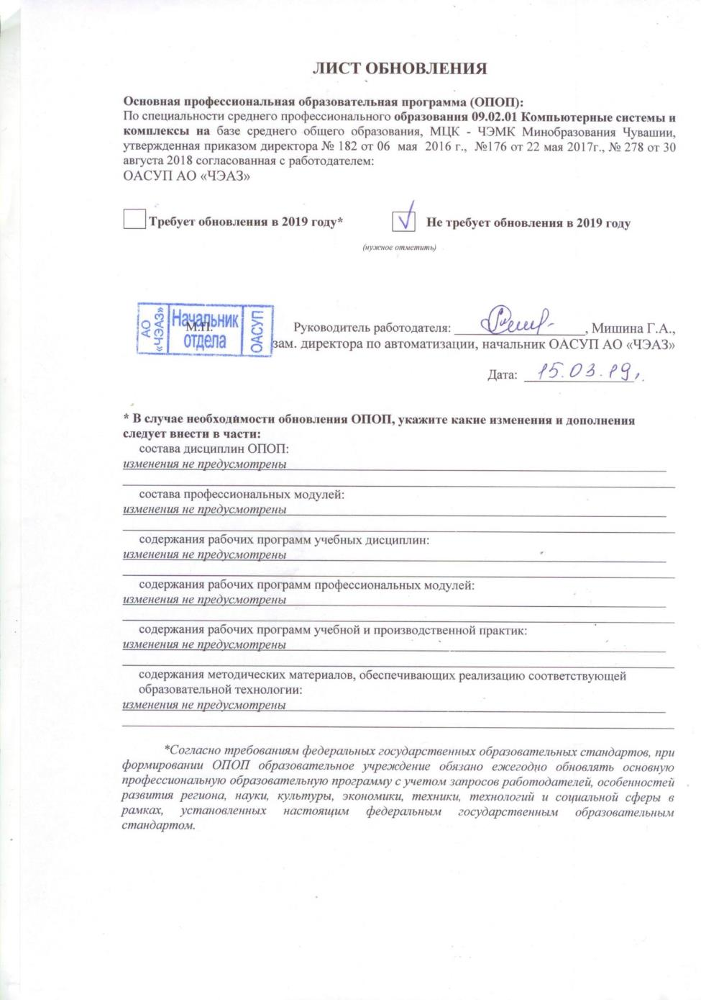 ЛИСТ ОБНОВЛЕНИЯ
Основная профессиональная образовательная программа (ОПОП):
По специальности среднего профессионального образования 09.02.01 Компьютерные системы и
комплексы на базе среднего общего образования, МЦК - ЧЭМК Минобразования Чувашии,
утвержденная приказом директора № 182 от 06 мая 2016 г., №176 от 22 мая 2017г., № 278 от 30
августа 2018 согласованная с работодателем:
ОАСУП АО «ЧЭАЗ»
Требует обновления в 2019 году* Не требует обновления в 2019 году
(нужное отметить)
АО «ЧЭАЗ» Начальник отдела ОАСУП
М.П.
Руководитель работодателя: , Мишина Г.А.,
зам. директора по автоматизации, начальник ОАСУП АО «ЧЭАЗ»
Дата: 15.03.19г.
* В случае необходимости обновления ОПОП, укажите какие изменения и дополнения
следует внести в части:
состава дисциплин ОПОП:
изменения не предусмотрены
состава профессиональных модулей:
изменения не предусмотрены
содержания рабочих программ учебных дисциплин:
изменения не предусмотрены
содержания рабочих программ профессиональных модулей:
изменения не предусмотрены
содержания рабочих программ учебной и производственной практик:
изменения не предусмотрены
содержания методических материалов, обеспечивающих реализацию соответствующей
образовательной технологии:
изменения не предусмотрены
*Согласно требованиям федеральных государственных образовательных стандартов, при
формировании ОПОП образовательное учреждение обязано ежегодно обновлять основную
профессиональную образовательную программу с учетом запросов работодателей, особенностей
развития региона, науки, культуры, экономики, техники, технологий и социальной сферы в
рамках, установленных настоящим федеральным государственным образовательным
стандартом.